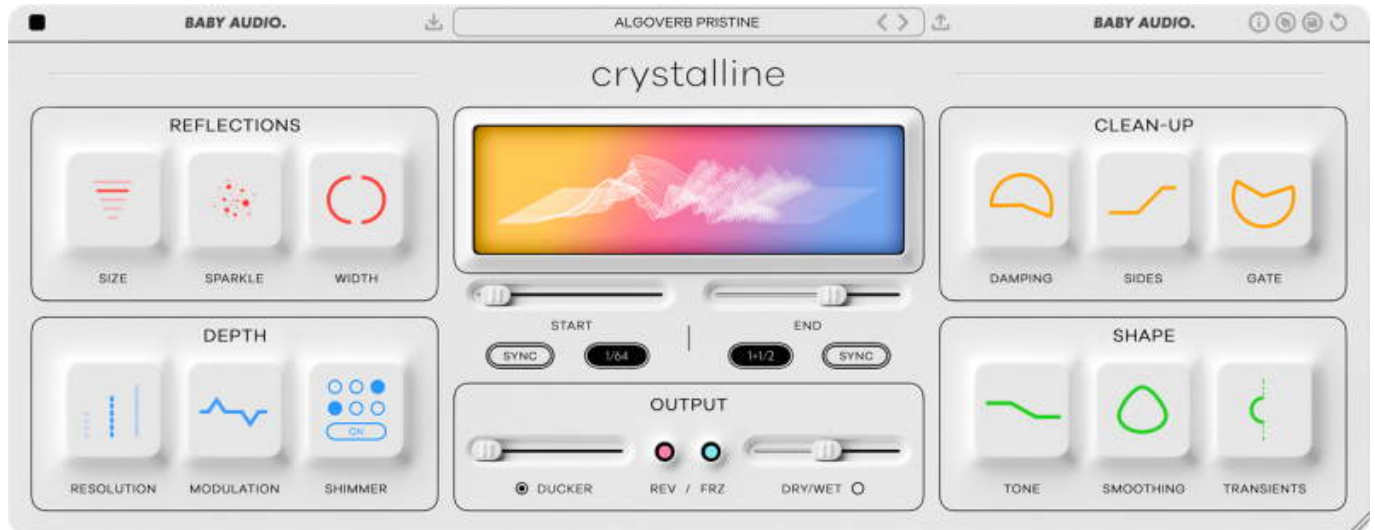 BABY AUDIO.
ALGOVERB PRISTINE
BABY AUDIO.
crystalline
REFLECTIONS
SIZE
SPARKLE
WIDTH
DEPTH
ON
RESOLUTION
MODULATION
SHIMMER
START
END
SYNC
1/64
1+1/2
SYNC
OUTPUT
DUCKER
REV / FRZ
DRY/WET
CLEAN-UP
DAMPING
SIDES
GATE
SHAPE
TONE
SMOOTHING
TRANSIENTS